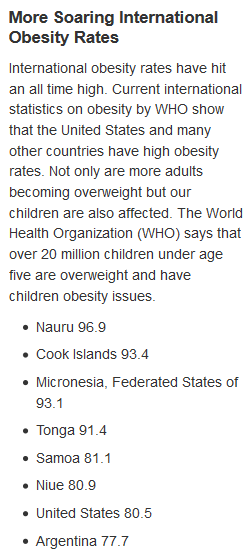 More Soaring International
Obesity Rates
International obesity rates have hit
an all time high. Current international
statistics on obesity by WHO show
that the United States and many
other countries have high obesity
rates. Not only are more adults
becoming overweight but our
children are also affected. The World
Health Organization (WHO) says that
over 20 million children under age
five are overweight and have
children obesity issues.
• Nauru 96.9
• Cook Islands 93.4
• Micronesia, Federated States of
93.1
• Tonga 91.4
• Samoa 81.1
• Niue 80.9
• United States 80.5
• Argentina 77.7